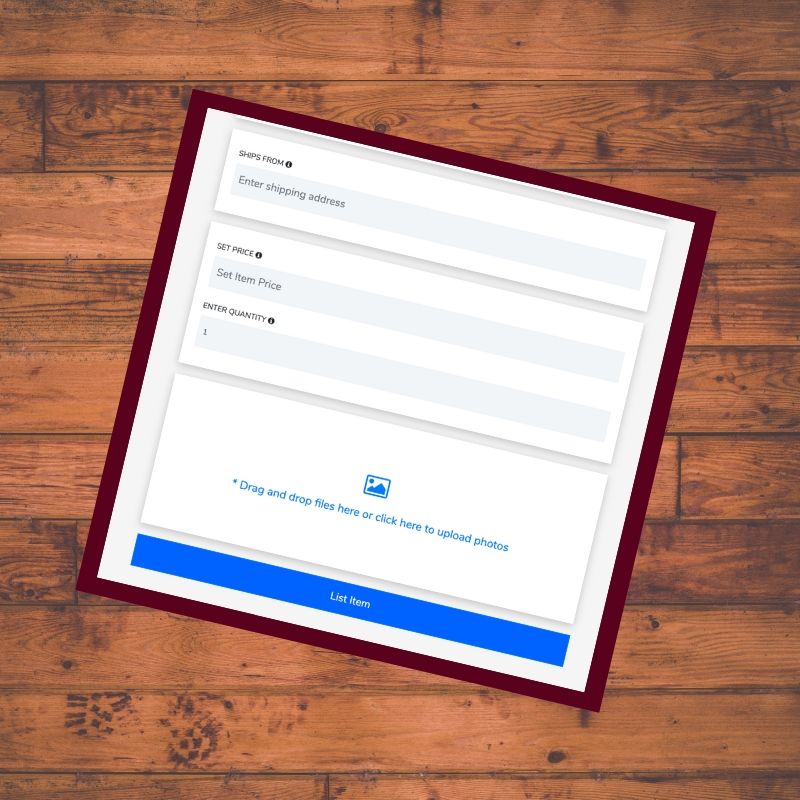 SHIPS FROM
Enter shipping address
SET PRICE
Set Item Price
ENTER QUANTITY
1
* Drag and drop files here or click here to upload photos
List Item